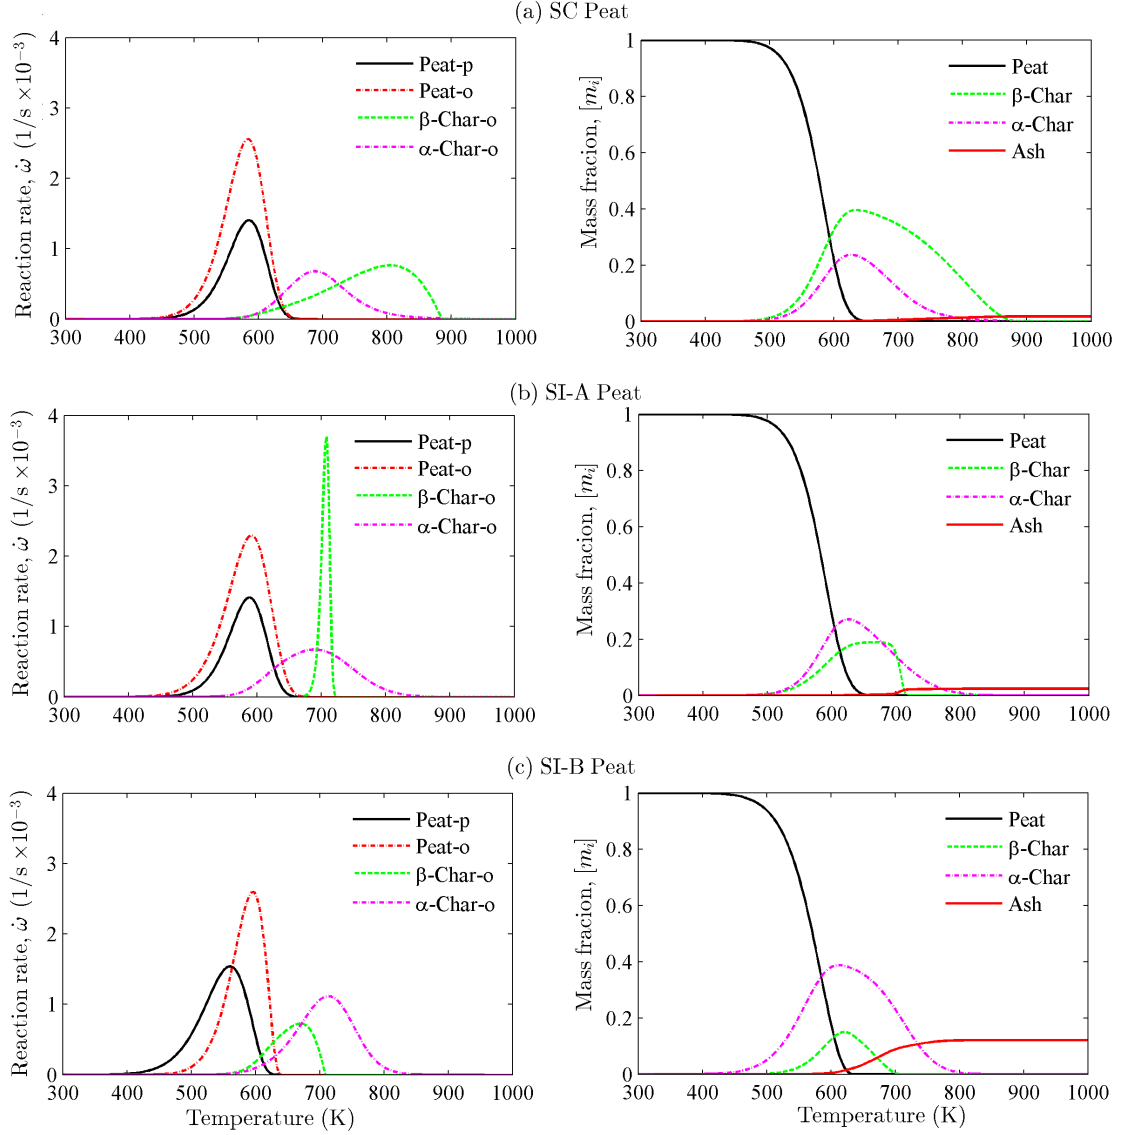 (a) SC Peat
Reaction rate, ω̇ (1/s ×10⁻³)
4
3
2
1
0
300 400 500 600 700 800 900 1000
Peat-p
Peat-o
β-Char-o
α-Char-o
Mass fracion, [mᵢ]
1
0.8
0.6
0.4
0.2
0
300 400 500 600 700 800 900 1000
Peat
β-Char
α-Char
Ash
(b) SI-A Peat
Reaction rate, ω̇ (1/s ×10⁻³)
4
3
2
1
0
300 400 500 600 700 800 900 1000
Peat-p
Peat-o
β-Char-o
α-Char-o
Mass fracion, [mᵢ]
1
0.8
0.6
0.4
0.2
0
300 400 500 600 700 800 900 1000
Peat
β-Char
α-Char
Ash
(c) SI-B Peat
Reaction rate, ω̇ (1/s ×10⁻³)
4
3
2
1
0
300 400 500 600 700 800 900 1000
Temperature (K)
Peat-p
Peat-o
β-Char-o
α-Char-o
Mass fracion, [mᵢ]
1
0.8
0.6
0.4
0.2
0
300 400 500 600 700 800 900 1000
Temperature (K)
Peat
β-Char
α-Char
Ash